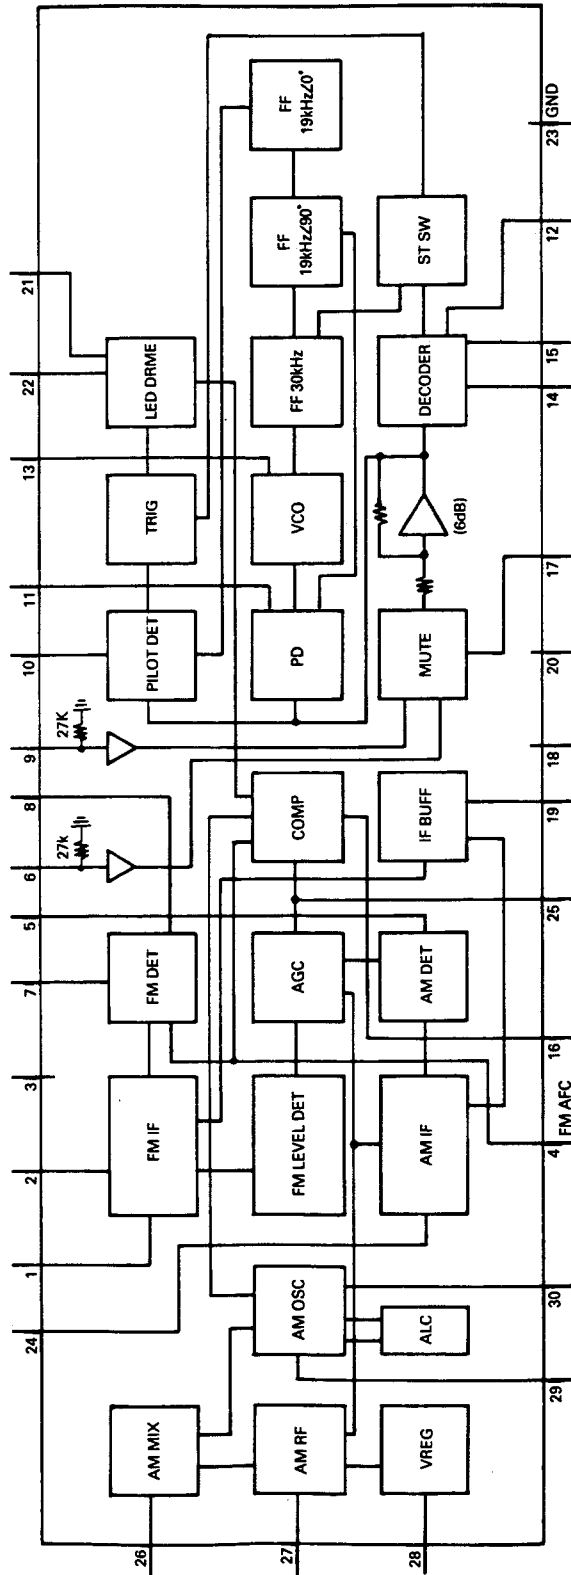 24 1 2 3 7 5 6 8 9 10 11 13 22 21
27k 27K
26 AM MIX FM IF FM DET PILOT DET TRIG LED DRME
27 AM RF AM OSC FM LEVEL DET AGC COMP PD VCO FF 30kHz FF
19kHz∠90° FF
19kHz∠0°
28 VREG ALC AM IF AM DET IF BUFF MUTE (6dB) DECODER ST SW
29 30 4 FM AFC 16 25 19 18 20 17 14 15 12 23 GND